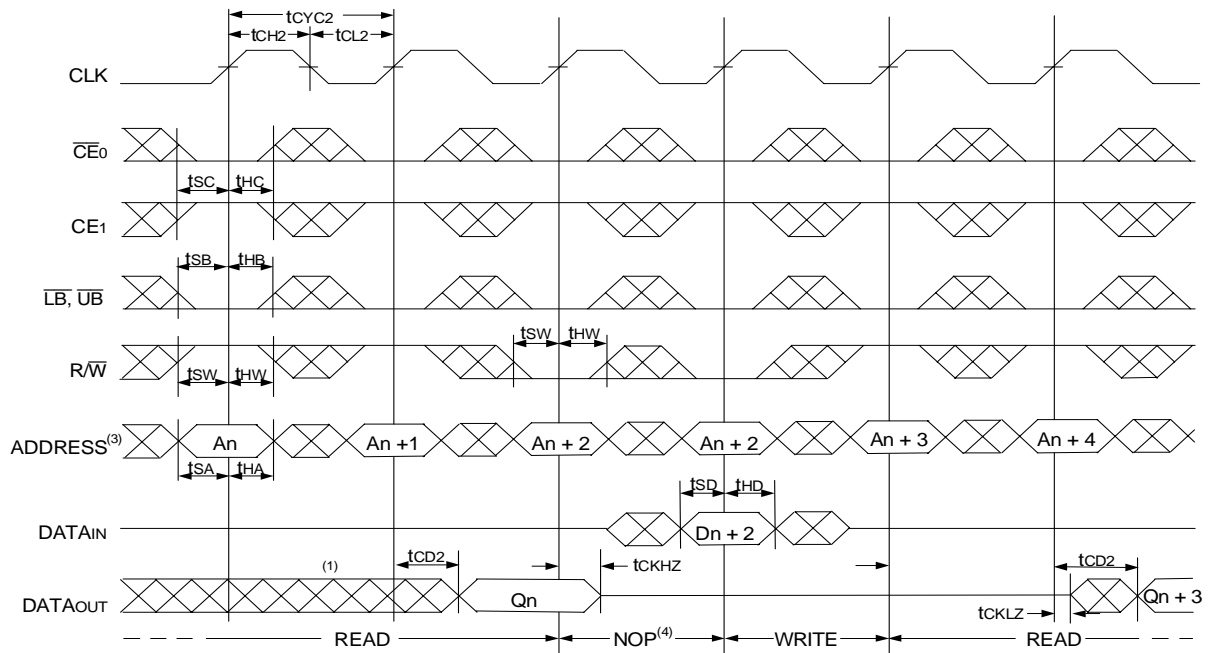 tCYC2
tCH2 tCL2
CLK
CE0
tSC tHC
CE1
tSB tHB
LB, UB
tSW tHW
R/W
tSW tHW
ADDRESS(3) An An +1 An + 2 An + 2 An + 3 An + 4
tSA tHA
tSD tHD
DATAIN Dn + 2
(1) tCD2 tCKHZ tCD2
DATAOUT Qn Qn + 3
tCKLZ
READ NOP(4) WRITE READ